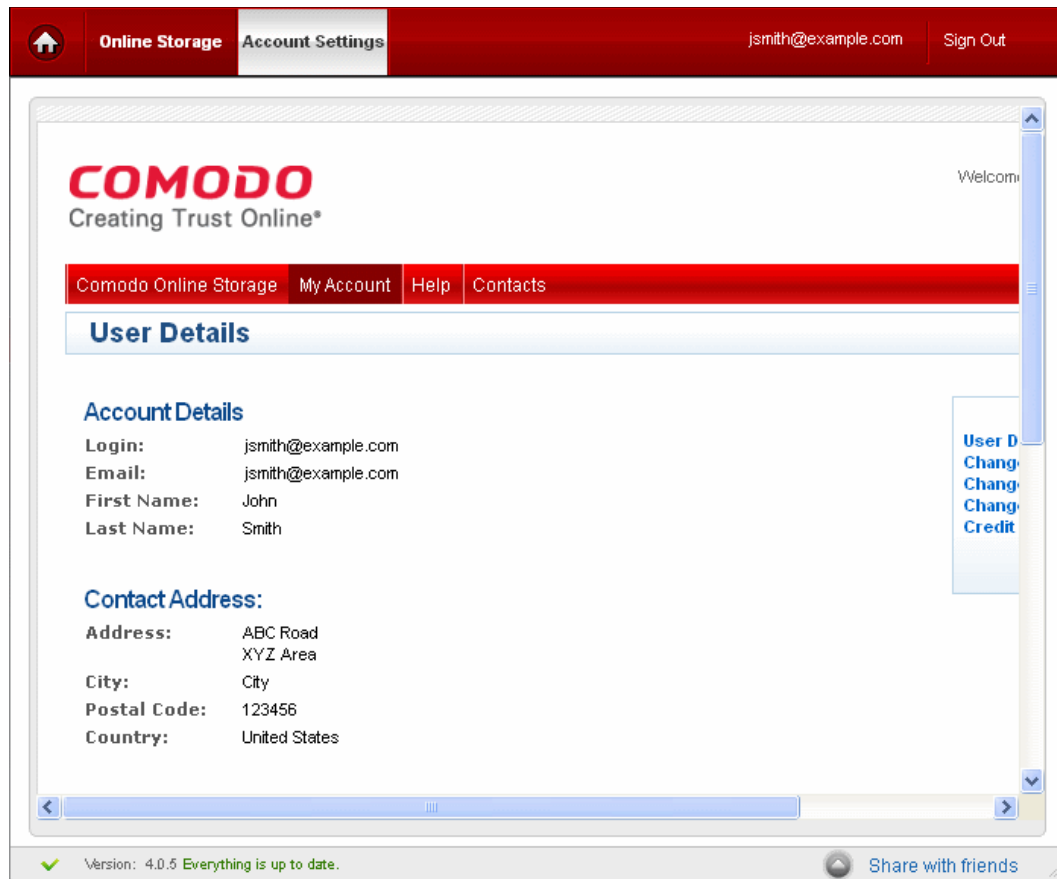 Online Storage Account Settings jsmith@example.com Sign Out
COMODO
Creating Trust Online®
Comodo Online Storage My Account Help Contacts
User Details
Account Details
Login: jsmith@example.com
Email: jsmith@example.com
First Name: John
Last Name: Smith
User
Credit
Contact Address:
Address: ABC Road
XYZ Area
City: City
Postal Code: 123456
Country: United States
Version: 4.0.5 Everything is up to date. Share with friends